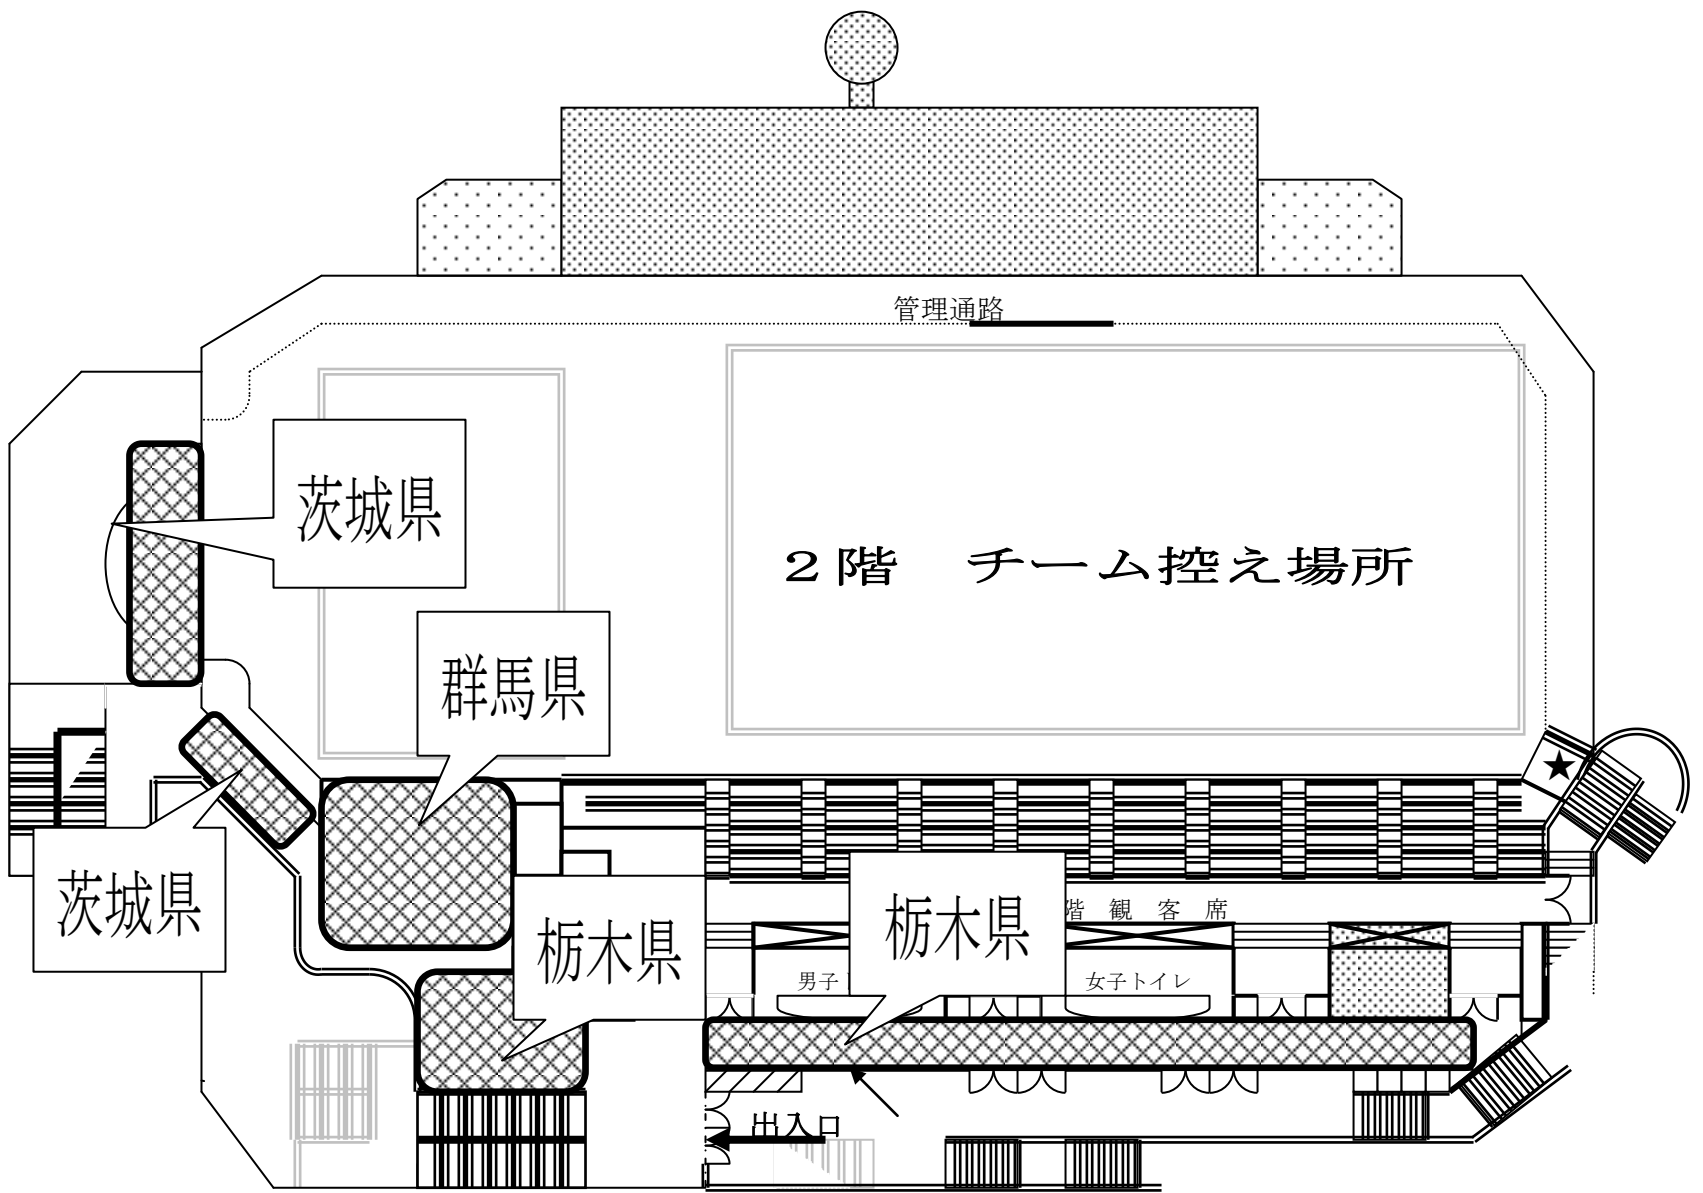 管理通路
茨城県
２階　チーム控え場所
群馬県
茨城県
栃木県
栃木県
階 観 客 席
男子
女子トイレ
★
出入口